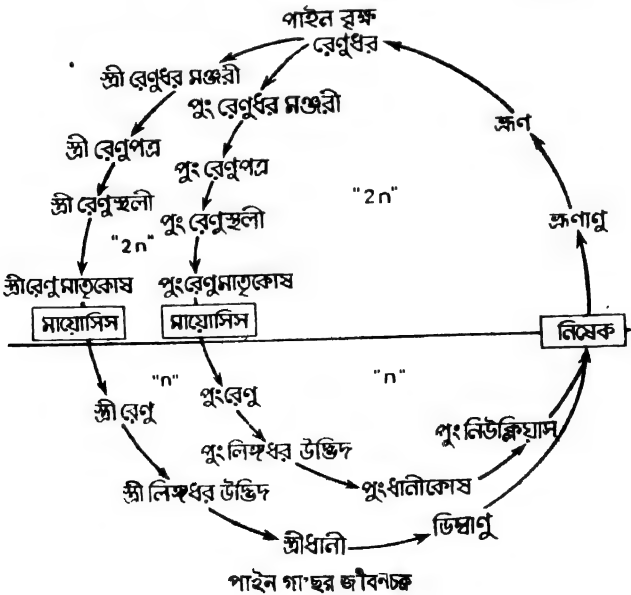 পাইন বৃক্ষ
রেণুধর
স্ত্রী রেণুধর মঞ্জরী
পুং রেণুধর মঞ্জরী
স্ত্রী রেণুপত্র
পুং রেণুপত্র
স্ত্রী রেণুস্থলী
পুং রেণুস্থলী
"2n"
"2n"
স্ত্রীরেণুমাতৃকোষ
পুংরেণুমাতৃকোষ
মায়োসিস
মায়োসিস
ভ্রূণ
ভ্রূণাণু
নিষেক
"n"
"n"
স্ত্রী রেণু
পুংরেণু
পুংলিঙ্গধর উদ্ভিদ
পুংনিউক্লিয়াস
স্ত্রী লিঙ্গধর উদ্ভিদ
পুংধানীকোষ
স্ত্রীধানী
ডিম্বাণু
পাইন গাছের জীবনচক্র